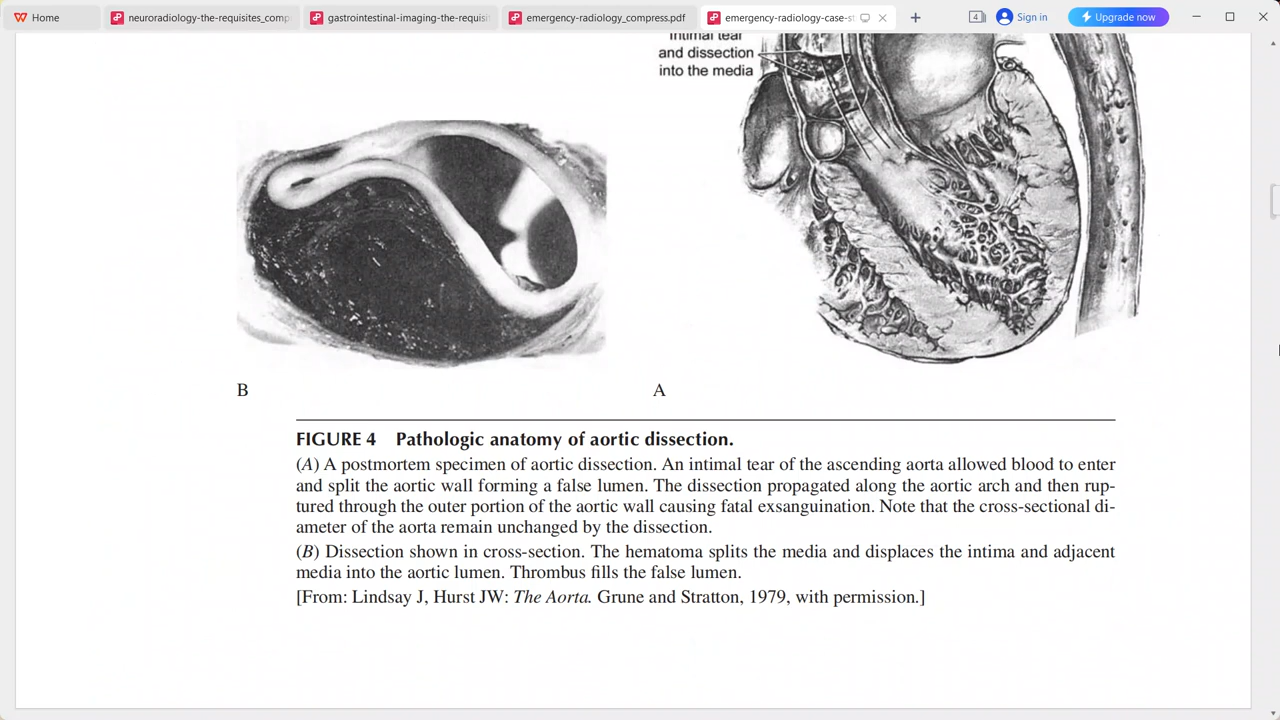 Home
neuroradiology-the-requisites_comp
gastrointestinal-imaging-the-requisit
emergency-radiology_compress.pdf
emergency-radiology-case-st
4
Sign in
Upgrade now
Intimal tear
and dissection
into the media
B
A
FIGURE 4 Pathologic anatomy of aortic dissection.
(A) A postmortem specimen of aortic dissection. An intimal tear of the ascending aorta allowed blood to enter
and split the aortic wall forming a false lumen. The dissection propagated along the aortic arch and then rup-
tured through the outer portion of the aortic wall causing fatal exsanguination. Note that the cross-sectional di-
ameter of the aorta remain unchanged by the dissection.
(B) Dissection shown in cross-section. The hematoma splits the media and displaces the intima and adjacent
media into the aortic lumen. Thrombus fills the false lumen.
[From: Lindsay J, Hurst JW: The Aorta. Grune and Stratton, 1979, with permission.]